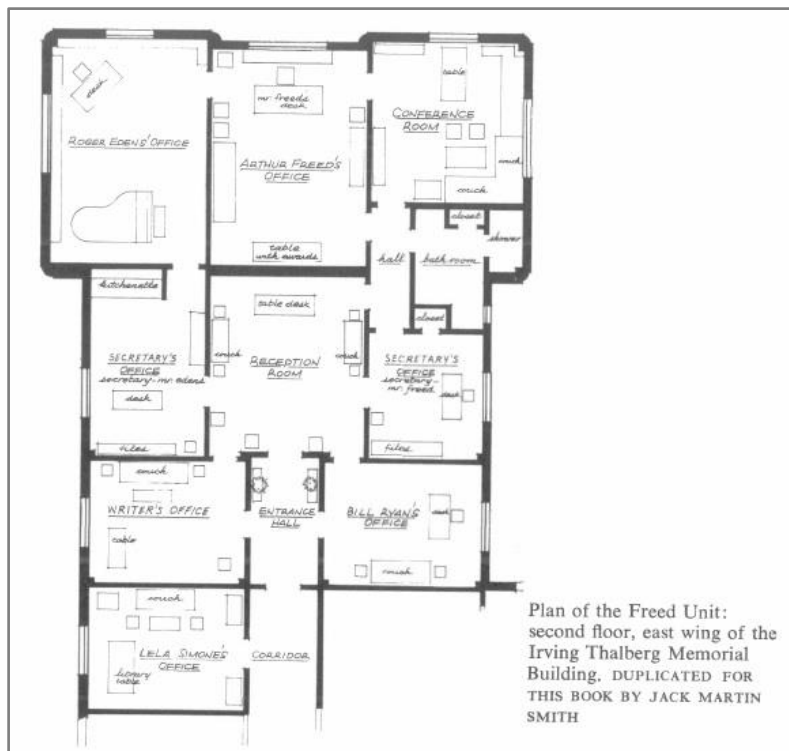 desk
ROGER EDENS' OFFICE
mr. freeds
desk
ARTHUR FREED'S
OFFICE
table
with awards
table
CONFERENCE
ROOM
couch
couch
closet
shower
hall
bath room
closet
kitchenette
SECRETARY'S
OFFICE
secretary-mr. edens
desk
files
table desk
couch
couch
RECEPTION
ROOM
SECRETARY'S
OFFICE
secretary-
mr. freed
desk
files
couch
WRITER'S OFFICE
table
ENTRANCE
HALL
BILL RYAN'S
OFFICE
desk
couch
couch
LELA SIMONE'S
OFFICE
library
table
CORRIDOR
Plan of the Freed Unit:
second floor, east wing of the
Irving Thalberg Memorial
Building, DUPLICATED FOR
THIS BOOK BY JACK MARTIN
SMITH